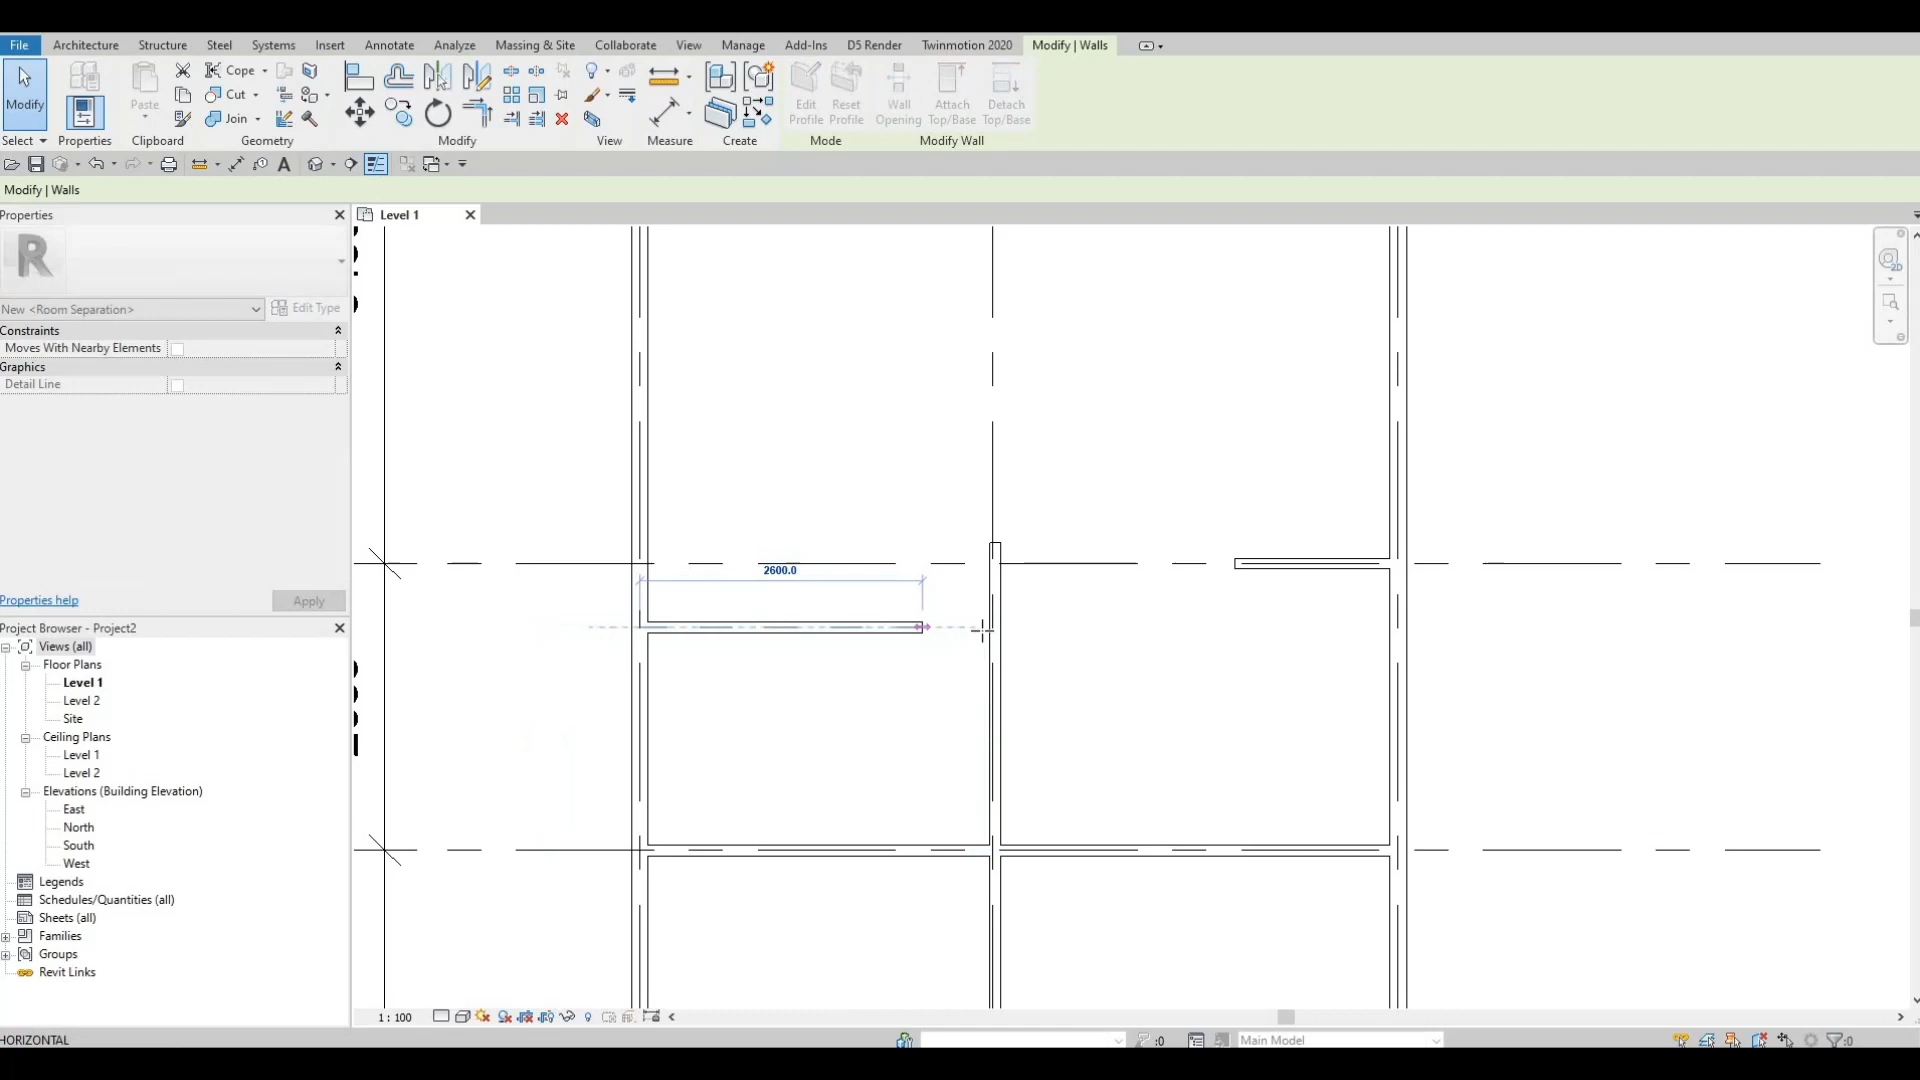 File Architecture Structure Steel Systems Insert Annotate Analyze Massing & Site Collaborate View Manage Add-Ins D5 Render Twinmotion 2020 Modify | Walls
Modify
Paste
Cope
Cut
Join
Edit Profile
Reset Profile
Wall Opening
Attach Top/Base
Detach Top/Base
Select Properties Clipboard Geometry Modify View Measure Create Mode Modify Wall
Modify | Walls
Properties
Level 1
R
2D
New <Room Separation>
Edit Type
Constraints
Moves With Nearby Elements
Graphics
Detail Line
2600.0
Properties help
Apply
Project Browser - Project2
Views (all)
Floor Plans
Level 1
Level 2
Site
Ceiling Plans
Level 1
Level 2
Elevations (Building Elevation)
East
North
South
West
Legends
Schedules/Quantities (all)
Sheets (all)
Families
Groups
Revit Links
1 : 100
HORIZONTAL
:0
Main Model
:0